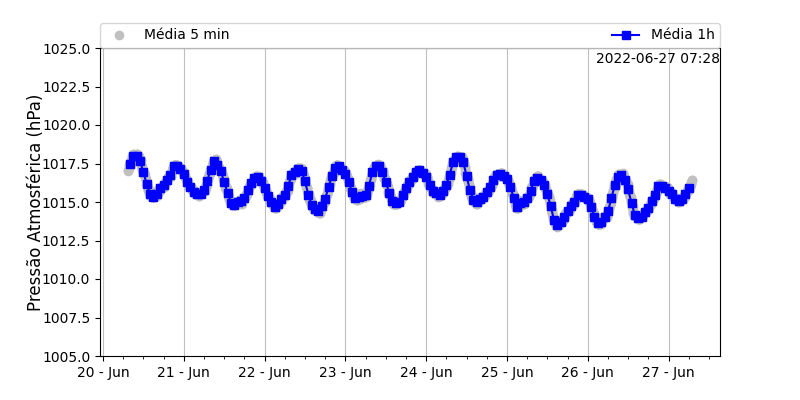 Média 5 min
Média 1h
2022-06-27 07:28
Pressão Atmosférica (hPa)
1025.0
1022.5
1020.0
1017.5
1015.0
1012.5
1010.0
1007.5
1005.0
20 - Jun
21 - Jun
22 - Jun
23 - Jun
24 - Jun
25 - Jun
26 - Jun
27 - Jun